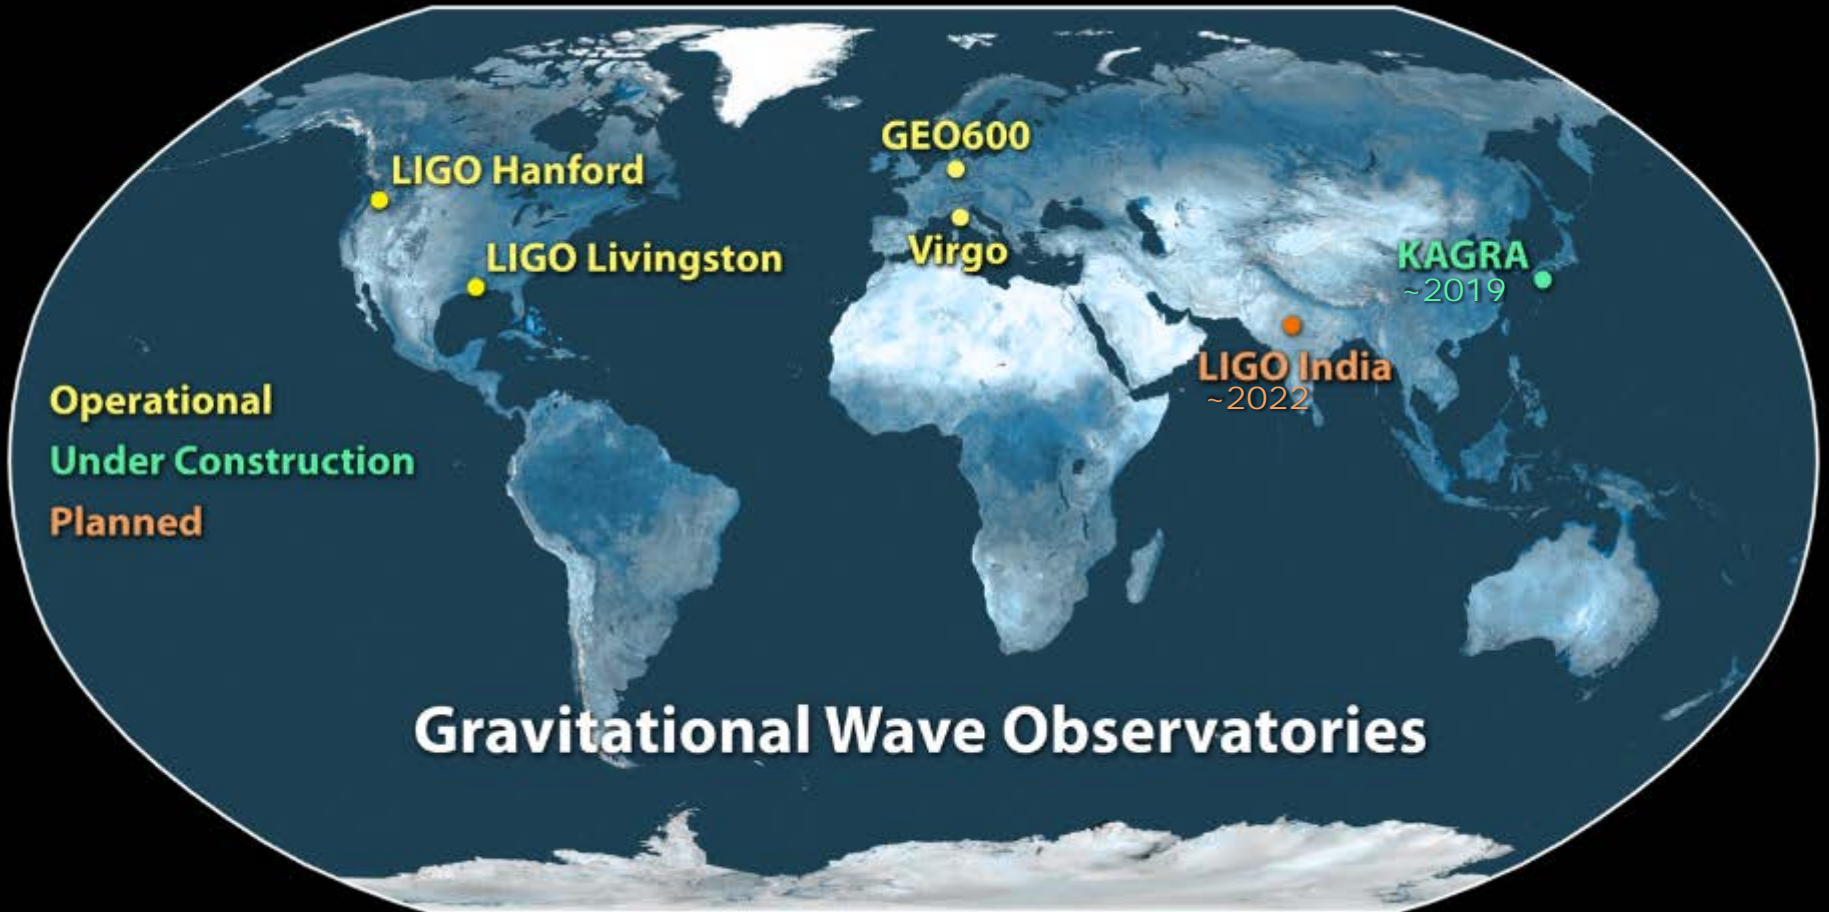 GEO600
LIGO Hanford
Virgo
LIGO Livingston
KAGRA
~2019
LIGO India
~2022
Operational
Under Construction
Planned
Gravitational Wave Observatories